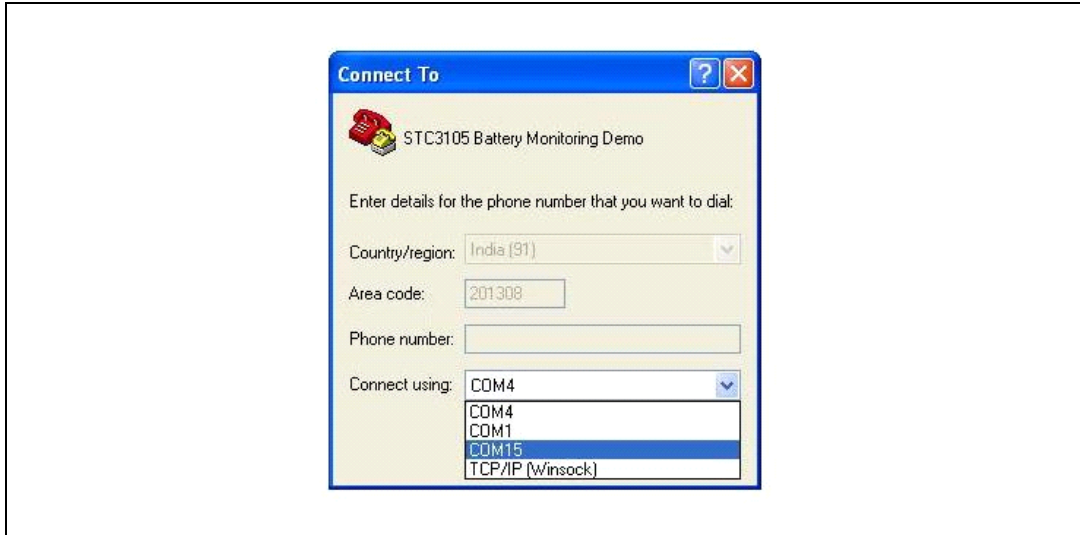 Connect To
STC3105 Battery Monitoring Demo
Enter details for the phone number that you want to dial:
Country/region: India (91)
Area code: 201308
Phone number:
Connect using: COM4
COM4
COM1
COM15
TCP/IP (Winsock)